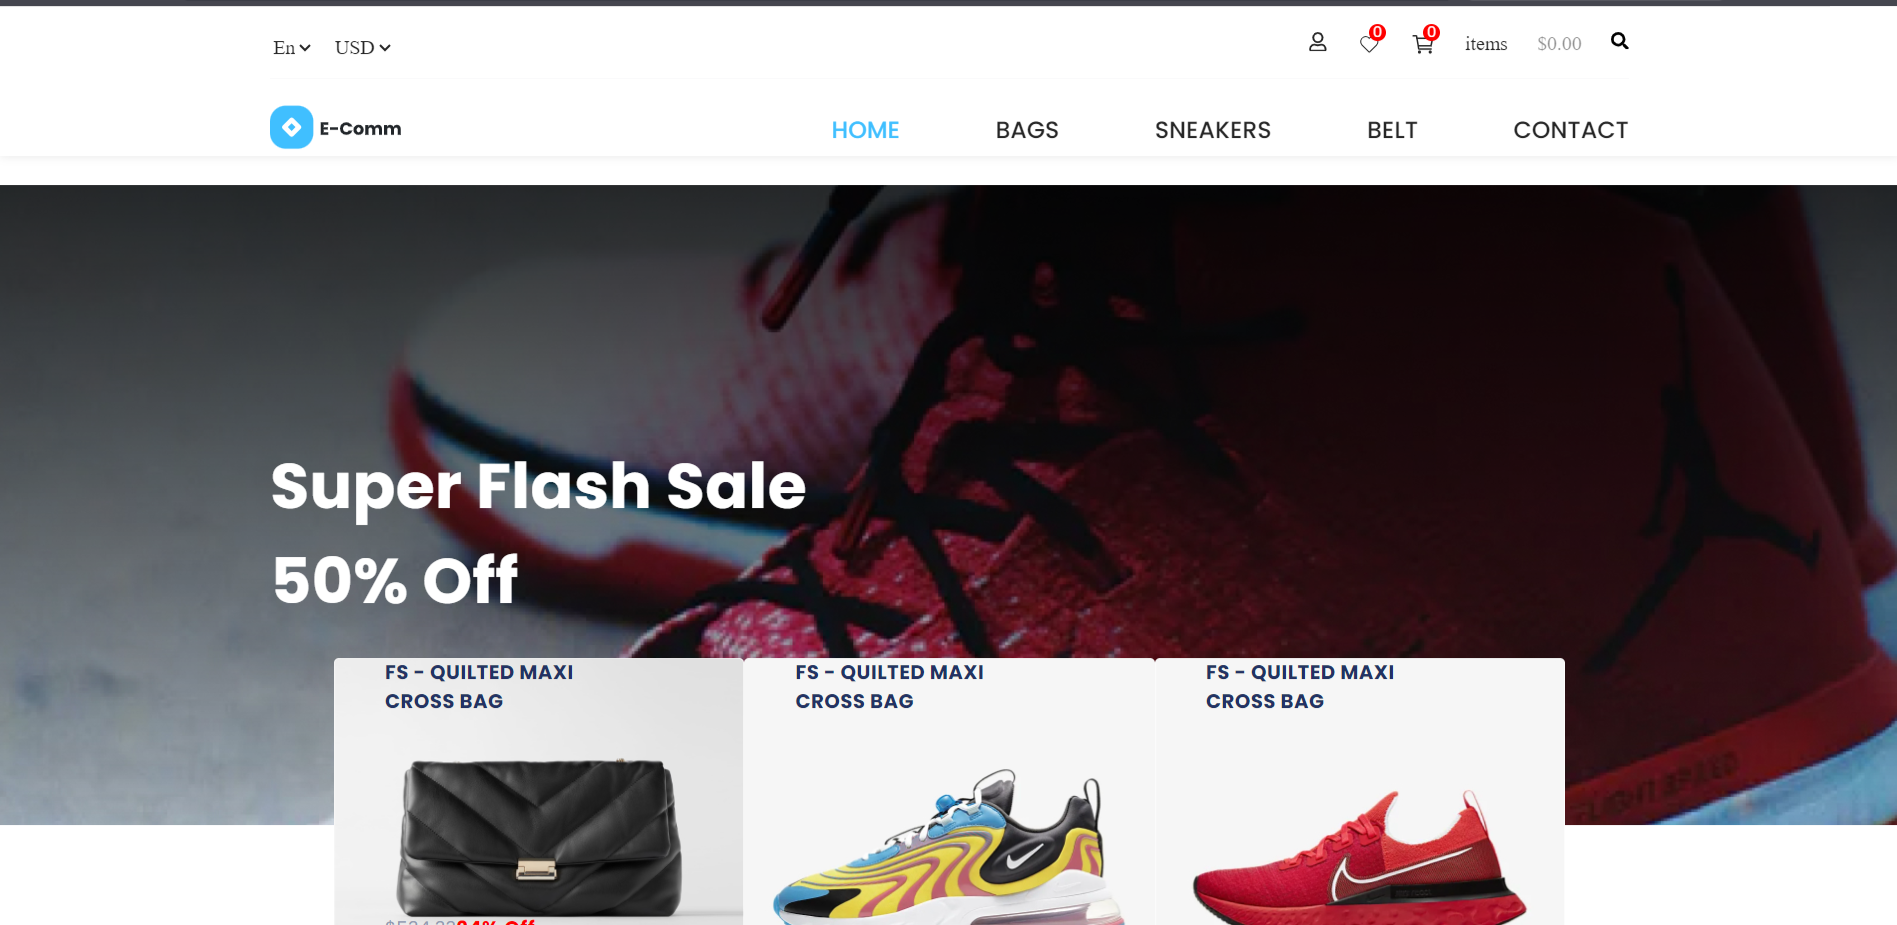 En USD
0 0 items $0.00
E-Comm
HOME BAGS SNEAKERS BELT CONTACT
Super Flash Sale
50% Off
FS - QUILTED MAXI
CROSS BAG
FS - QUILTED MAXI
CROSS BAG
FS - QUILTED MAXI
CROSS BAG